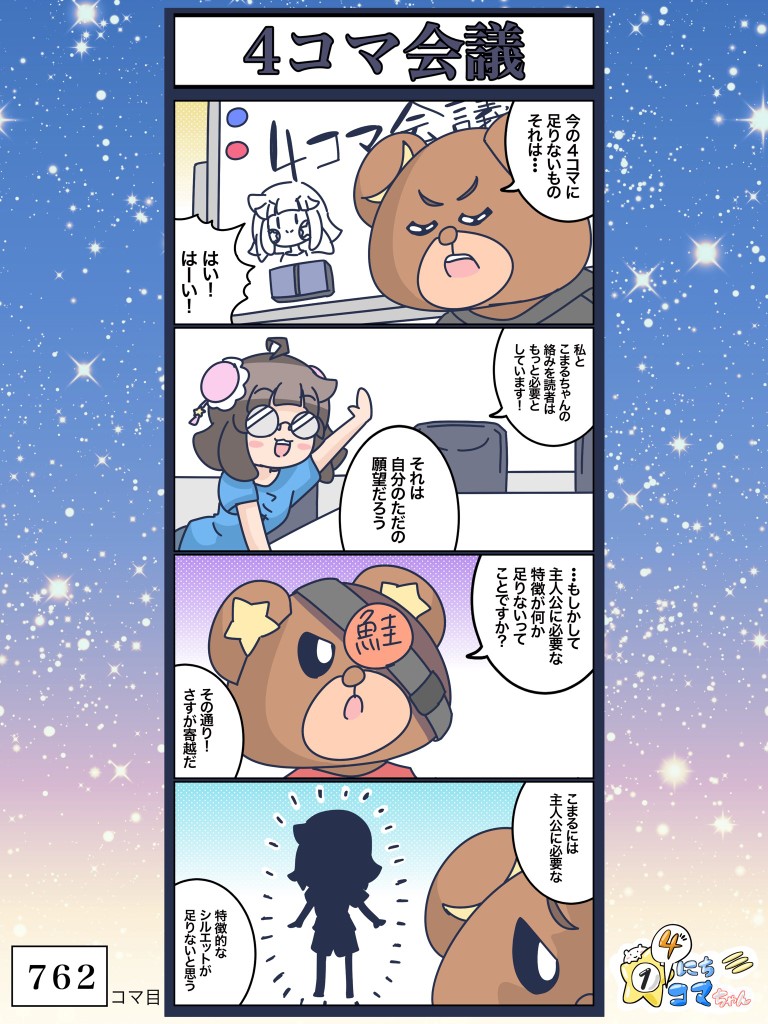 4コマ会議
今の4コマに
足りないもの
それは…
4コマ会議
はい！
はーい！
私と
こまるちゃんの
絡みを読者は
もっと必要と
しています！
それは
自分のただの
願望だろう
…もしかして
主人公に必要な
特徴が何か
足りないって
ことですか？
鮭
その通り！
さすが寄越だ
こまるには
主人公に必要な
特徴的な
シルエットが
足りないと思う
762
コマ目
1
4
にち
コマちゃん